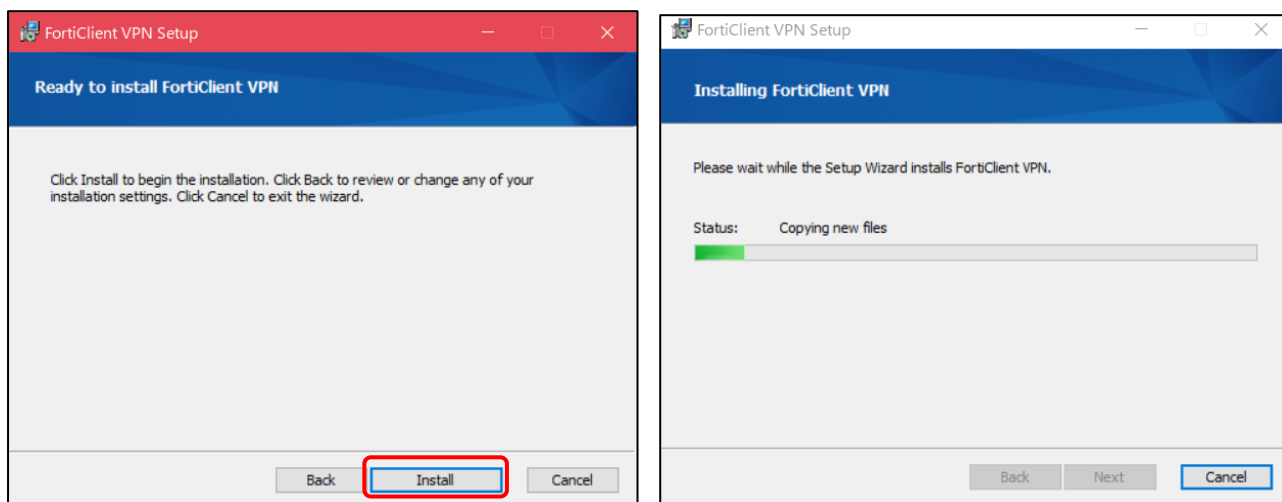 FortiClient VPN Setup
Ready to install FortiClient VPN
Click Install to begin the installation. Click Back to review or change any of your
installation settings. Click Cancel to exit the wizard.
Back
Install
Cancel
FortiClient VPN Setup
Installing FortiClient VPN
Please wait while the Setup Wizard installs FortiClient VPN.
Status: Copying new files
Back
Next
Cancel